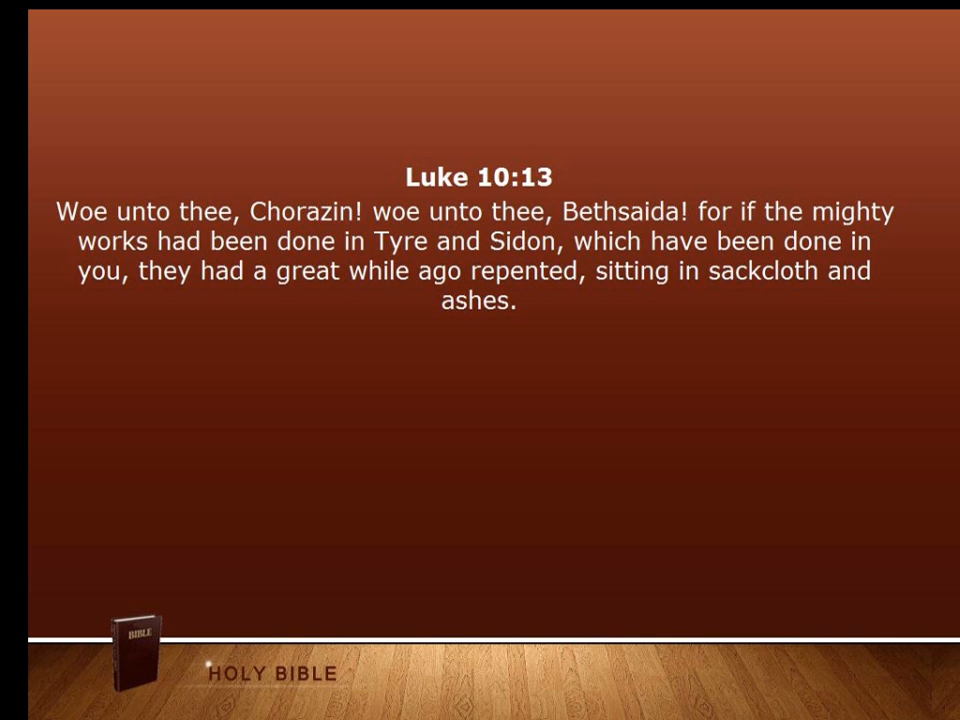 Luke 10:13
Woe unto thee, Chorazin! woe unto thee, Bethsaida! for if the mighty
works had been done in Tyre and Sidon, which have been done in
you, they had a great while ago repented, sitting in sackcloth and
ashes.
BIBLE
HOLY BIBLE